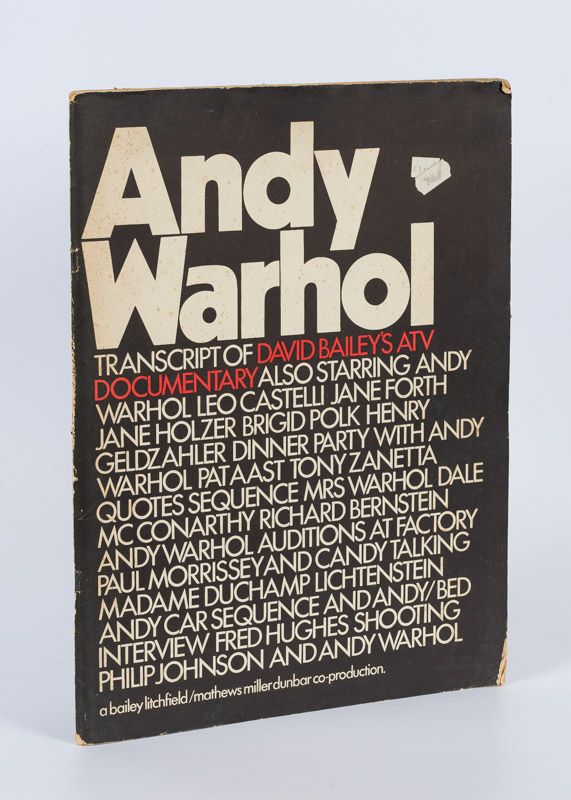 Andy
Warhol
TRANSCRIPT OF DAVID BAILEY'S ATV
DOCUMENTARY ALSO STARRING ANDY
WARHOL LEO CASTELLI JANE FORTH
JANE HOLZER BRIGID POLK HENRY
GELDZAHLER DINNER PARTY WITH ANDY
WARHOL PAT AAST TONY ZANETTA
QUOTES SEQUENCE MRS WARHOL DALE
MC CONARTHY RICHARD BERNSTEIN
ANDY WARHOL AUDITIONS AT FACTORY
PAUL MORRISSEY AND CANDY TALKING
MADAME DUCHAMP LICHTENSTEIN
ANDY CAR SEQUENCE AND ANDY/BED
INTERVIEW FRED HUGHES SHOOTING
PHILIP JOHNSON AND ANDY WARHOL
a bailey litchfield/mathews miller dunbar co-production.